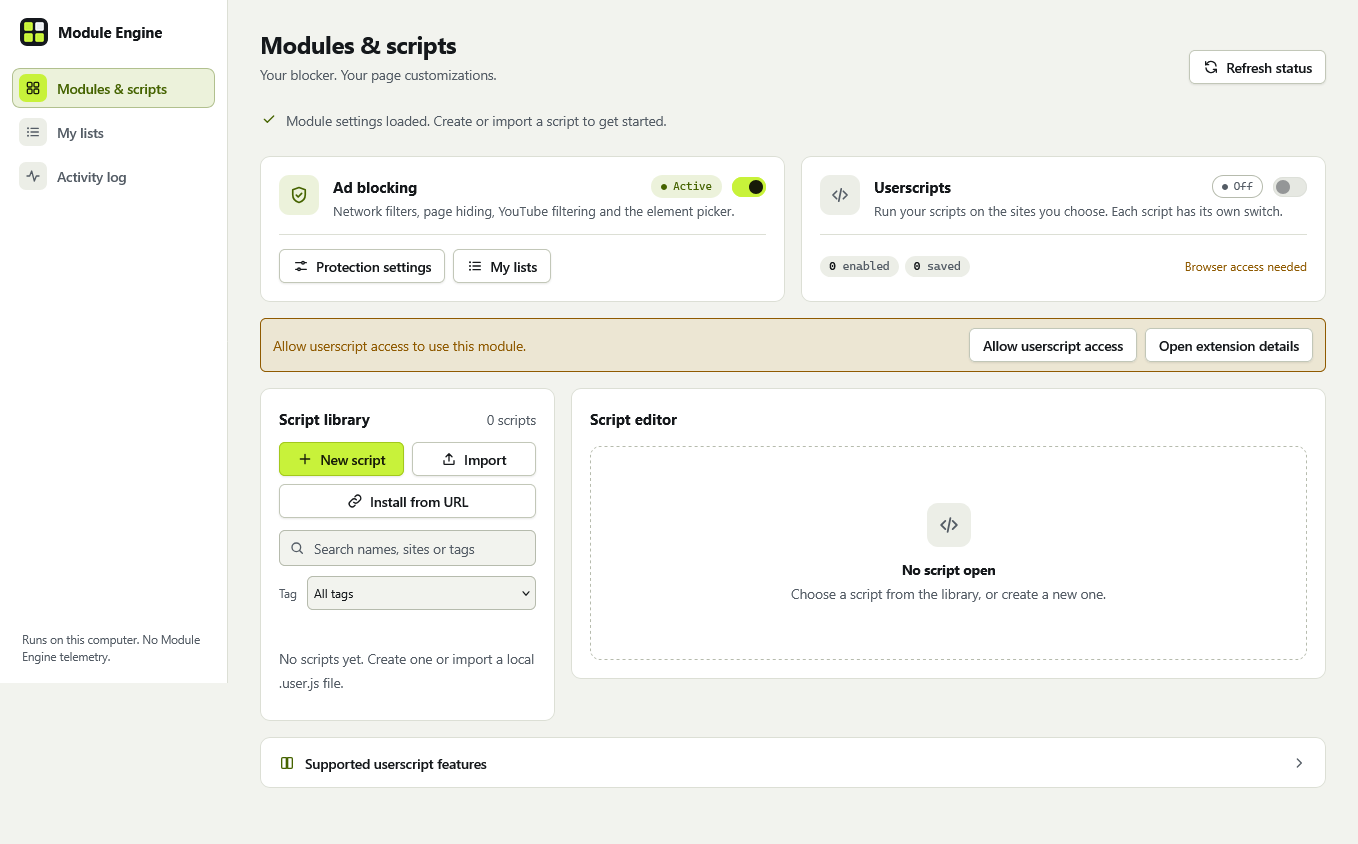 Module Engine
Modules & scripts
My lists
Activity log
Runs on this computer. No Module
Engine telemetry.
Modules & scripts
Your blocker. Your page customizations.
Refresh status
Module settings loaded. Create or import a script to get started.
Ad blocking
Active
Network filters, page hiding, YouTube filtering and the element picker.
Protection settings
My lists
Userscripts
Off
Run your scripts on the sites you choose. Each script has its own switch.
0 enabled
0 saved
Browser access needed
Allow userscript access to use this module.
Allow userscript access
Open extension details
Script library
0 scripts
New script
Import
Install from URL
Search names, sites or tags
Tag
All tags
No scripts yet. Create one or import a local
.user.js file.
Script editor
No script open
Choose a script from the library, or create a new one.
Supported userscript features